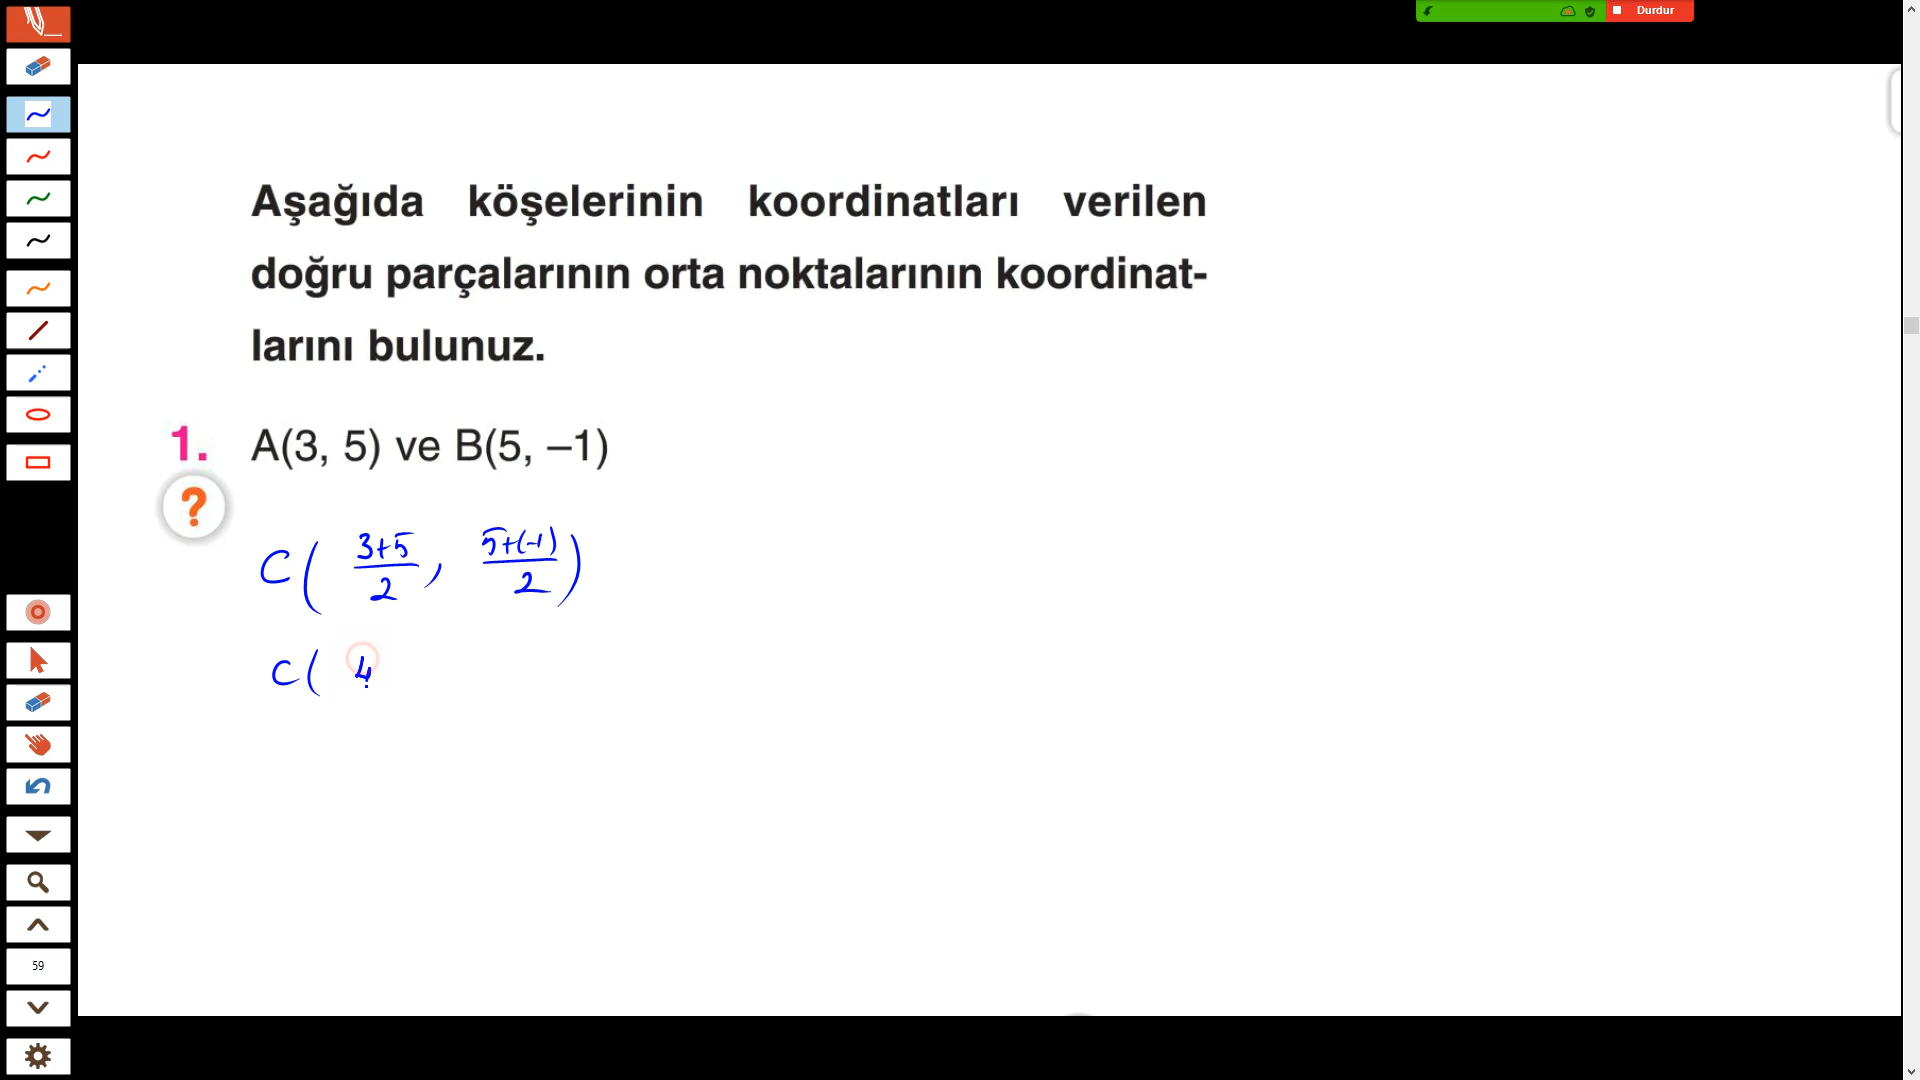 Durdur
Aşağıda köşelerinin koordinatları verilen
doğru parçalarının orta noktalarının koordinat-
larını bulunuz.
1. A(3, 5) ve B(5, –1)
?
C( 3+5/2 , 5+(-1)/2 )
C( 4
59